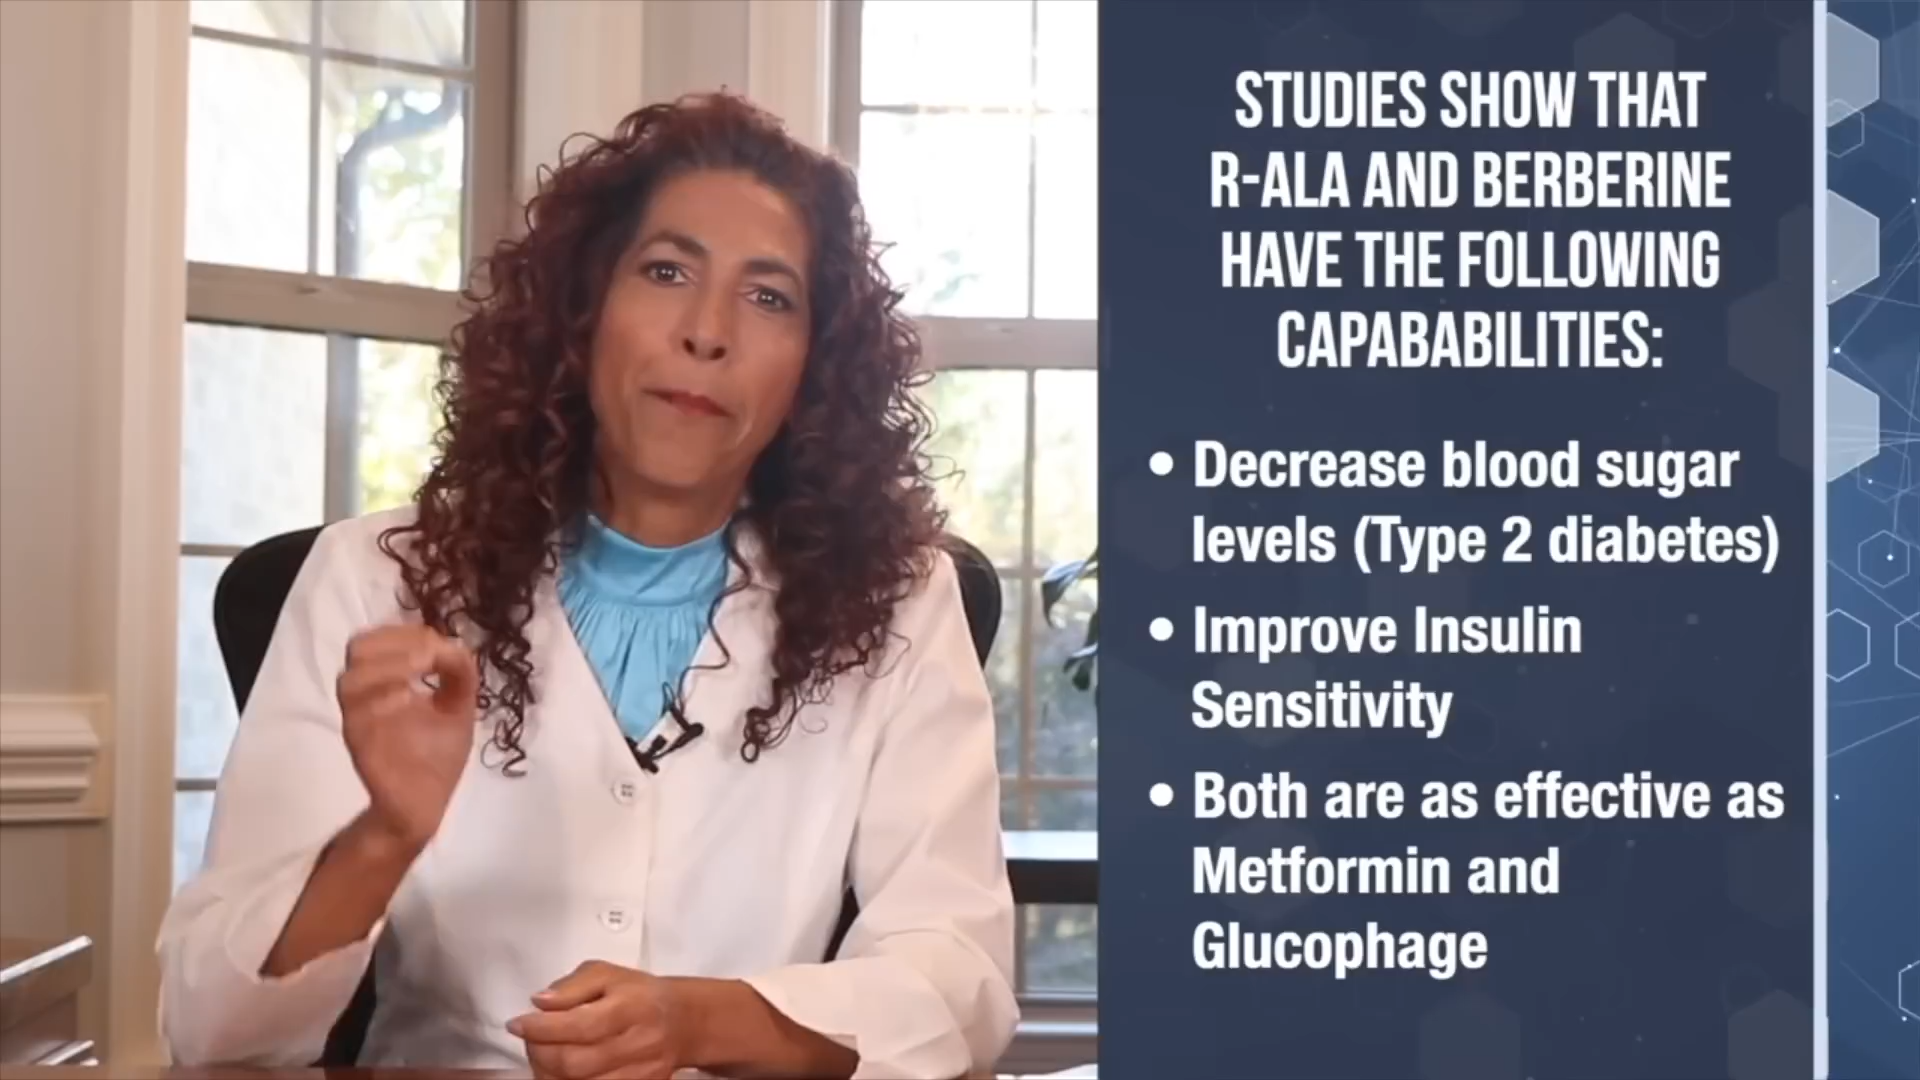 STUDIES SHOW THAT
R-ALA AND BERBERINE
HAVE THE FOLLOWING
CAPABABILITIES:
• Decrease blood sugar
levels (Type 2 diabetes)
• Improve Insulin
Sensitivity
• Both are as effective as
Metformin and
Glucophage